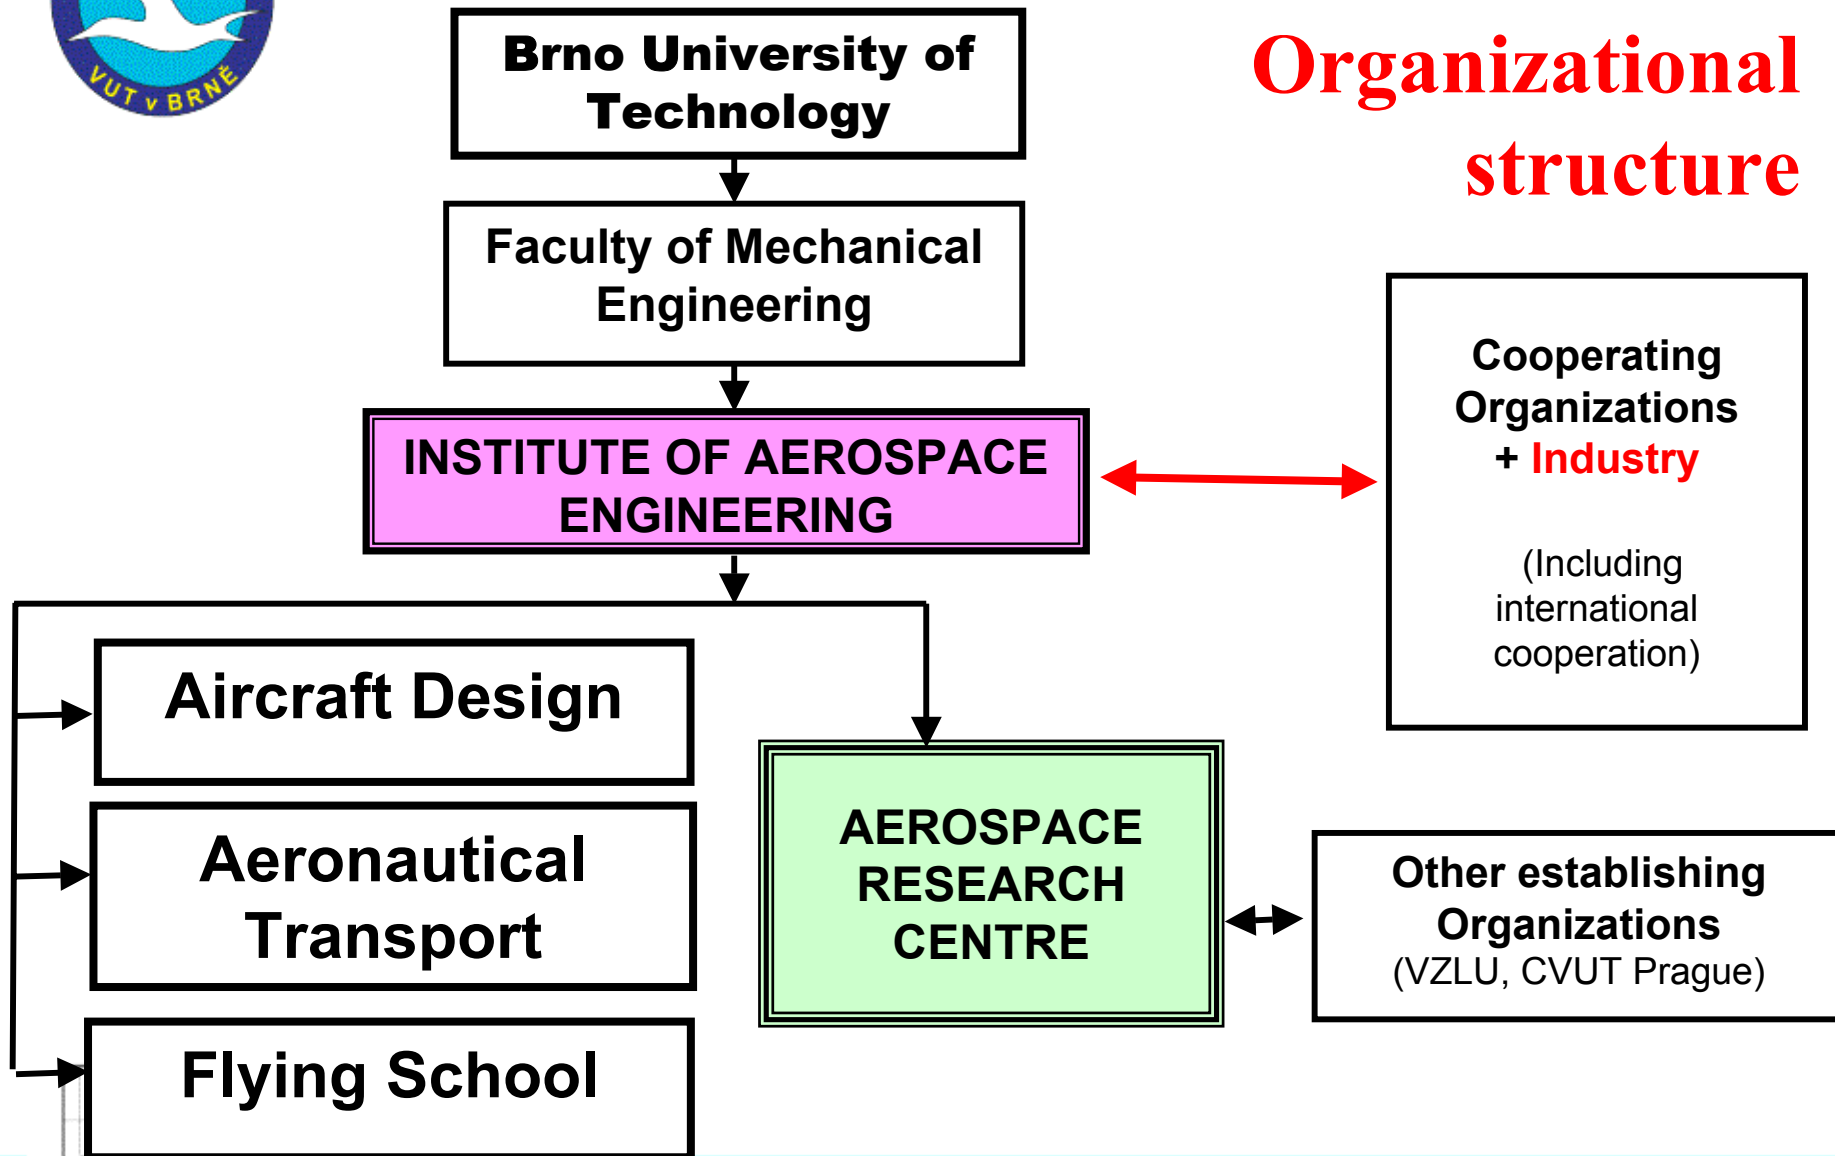 VUT v BRNĚ
Brno University of
Technology
Organizational
structure
Faculty of Mechanical
Engineering
INSTITUTE OF AEROSPACE
ENGINEERING
Cooperating
Organizations
+ Industry
(Including
international
cooperation)
Aircraft Design
Aeronautical
Transport
Flying School
AEROSPACE
RESEARCH
CENTRE
Other establishing
Organizations
(VZLU, CVUT Prague)